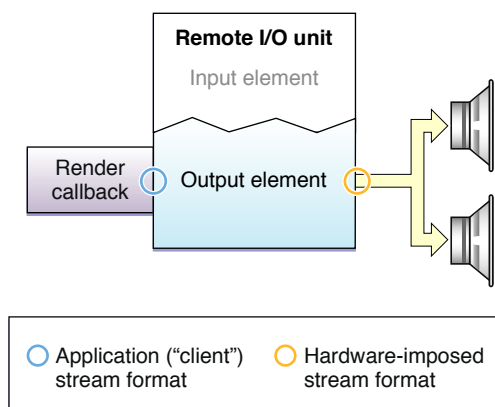 Remote I/O unit
Input element
Render
callback
Output element
Application (“client”)
stream format
Hardware-imposed
stream format